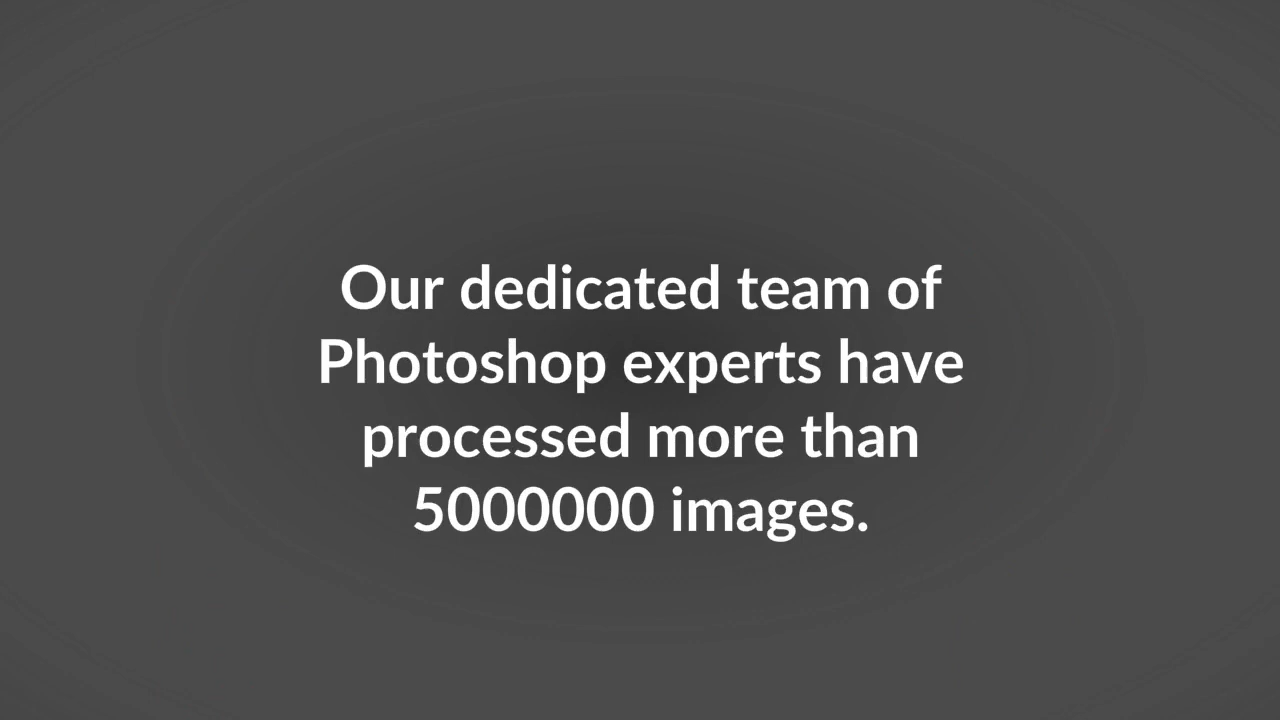 Our dedicated team of
Photoshop experts have
processed more than
5000000 images.